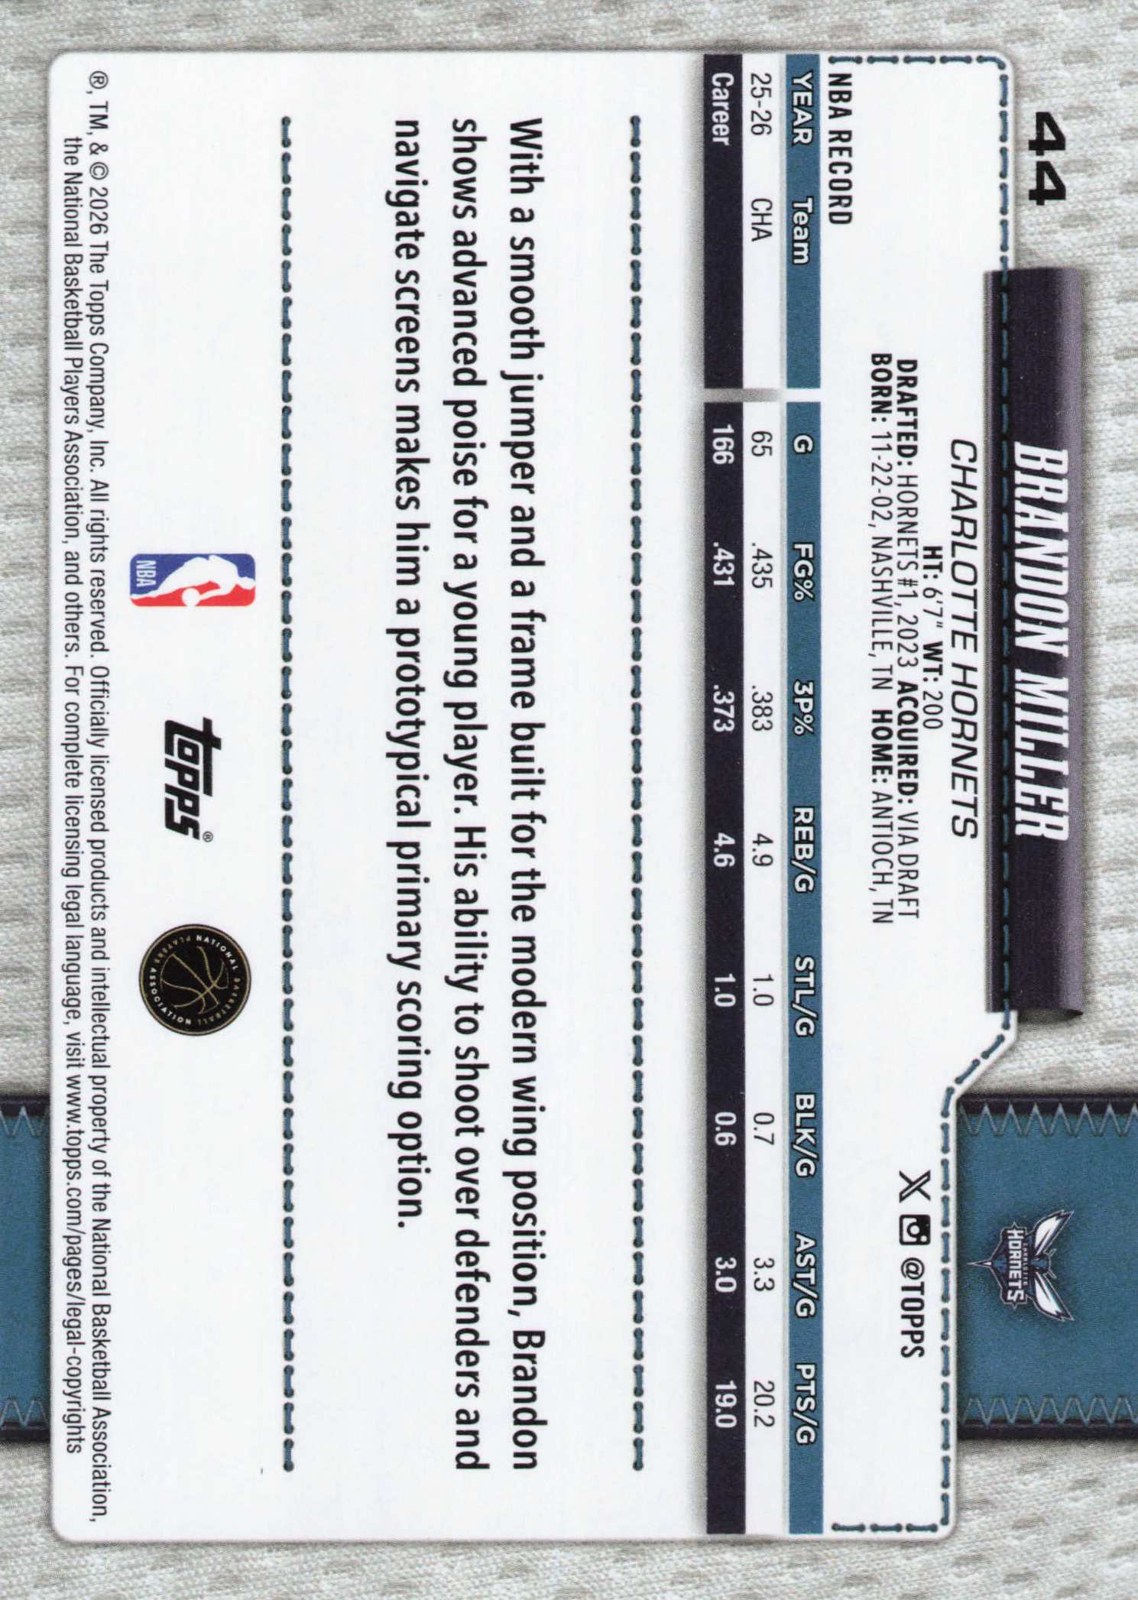 44
BRANDON MILLER
CHARLOTTE HORNETS
HT: 6'7" WT: 200
DRAFTED: HORNETS #1, 2023 ACQUIRED: VIA DRAFT
BORN: 11-22-02, NASHVILLE, TN HOME: ANTIOCH, TN
HORNETS
@TOPPS
NBA RECORD
YEAR Team G FG% 3P% REB/G STL/G BLK/G AST/G PTS/G
25-26 CHA 65 .435 .383 4.9 1.0 0.7 3.3 20.2
Career 166 .431 .373 4.6 1.0 0.6 3.0 19.0
With a smooth jumper and a frame built for the modern wing position, Brandon
shows advanced poise for a young player. His ability to shoot over defenders and
navigate screens makes him a prototypical primary scoring option.
NBA
topps®
NATIONAL BASKETBALL PLAYERS ASSOCIATION
®, TM, & © 2026 The Topps Company, Inc. All rights reserved. Officially licensed products and intellectual property of the National Basketball Association,
the National Basketball Players Association, and others. For complete licensing legal language, visit www.topps.com/pages/legal-copyrights